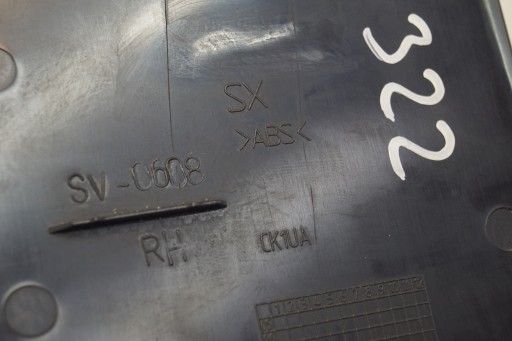 322
SX
>ABS<
SV-0608
RH
CK1UA